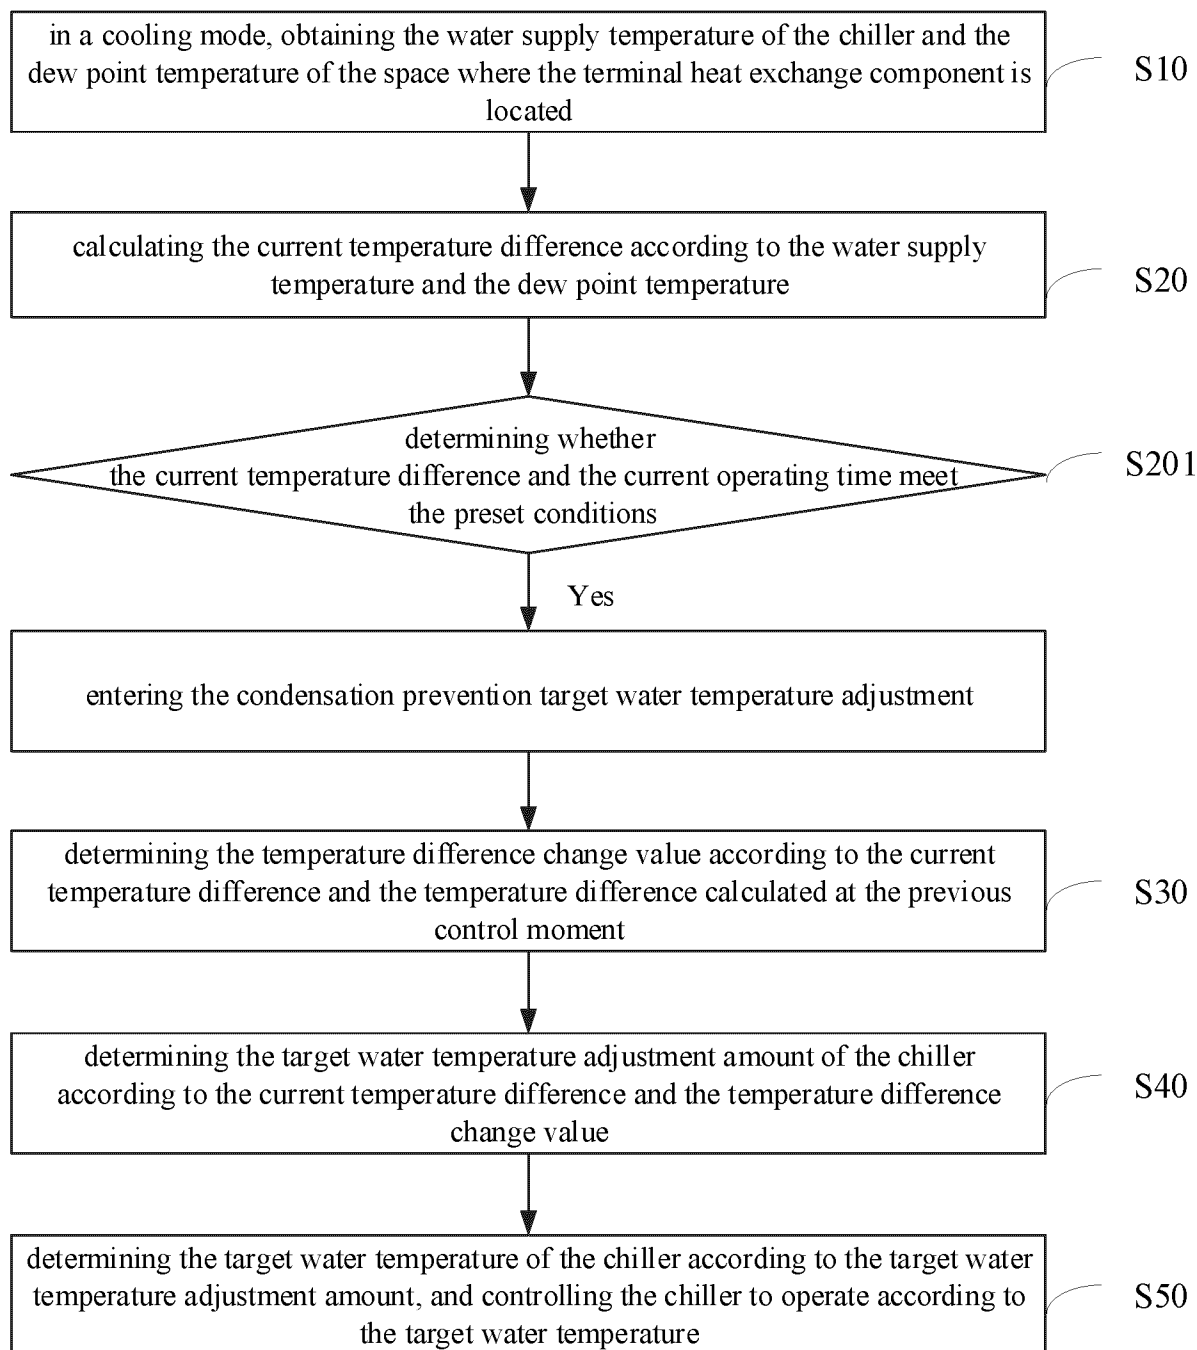 in a cooling mode, obtaining the water supply temperature of the chiller and the
dew point temperature of the space where the terminal heat exchange component is
located
S10
calculating the current temperature difference according to the water supply
temperature and the dew point temperature
S20
determining whether
the current temperature difference and the current operating time meet
the preset conditions
S201
Yes
entering the condensation prevention target water temperature adjustment
determining the temperature difference change value according to the current
temperature difference and the temperature difference calculated at the previous
control moment
S30
determining the target water temperature adjustment amount of the chiller
according to the current temperature difference and the temperature difference
change value
S40
determining the target water temperature of the chiller according to the target water
temperature adjustment amount, and controlling the chiller to operate according to
the target water temperature
S50